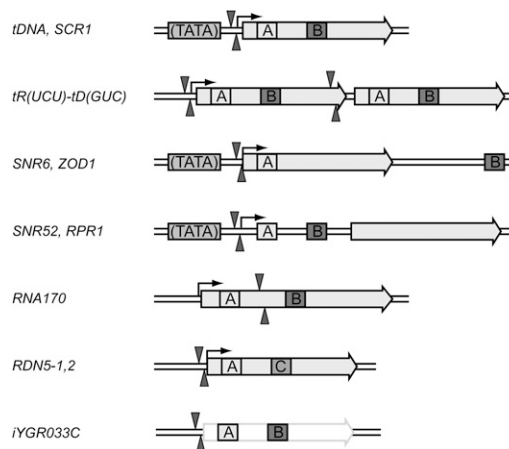 tDNA, SCR1 (TATA) A B
tR(UCU)-tD(GUC) A B A B
SNR6, ZOD1 (TATA) A B
SNR52, RPR1 (TATA) A B
RNA170 A B
RDN5-1,2 A C
iYGR033C A B